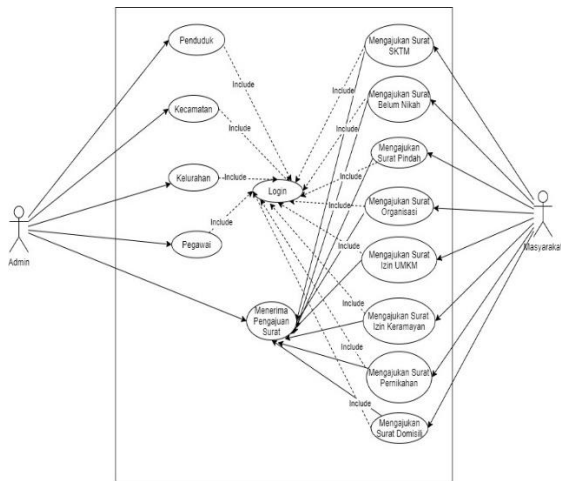 Penduduk
Include
Kecamatan
Include
Kelurahan
Include
Pegawai
Include
Login
Admin
Menerima
Pengajuan
Surat
Mengajukan Surat
SKTM
Include
Mengajukan Surat
Belum Nikah
Include
Mengajukan
Surat Pindah
Include
Mengajukan Surat
Organisasi
Include
Mengajukan Surat
Izin UMKM
Include
Mengajukan Surat
Izin Keramayan
Include
Mengajukan Surat
Pernikahan
Include
Mengajukan
Surat Domisili
Include
Masyarakat